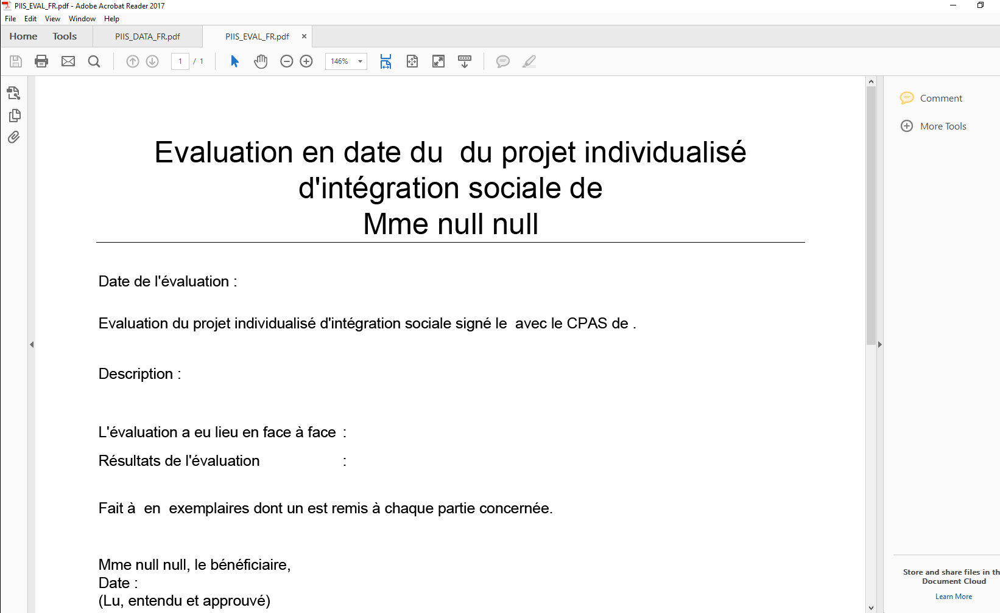 PIIS_EVAL_FR.pdf - Adobe Acrobat Reader 2017
File Edit View Window Help
Home Tools PIIS_DATA_FR.pdf PIIS_EVAL_FR.pdf ×
1 / 1 146%
Comment
More Tools
Evaluation en date du  du projet individualisé
d'intégration sociale de
Mme null null
Date de l'évaluation :
Evaluation du projet individualisé d'intégration sociale signé le  avec le CPAS de .
Description :
L'évaluation a eu lieu en face à face :
Résultats de l'évaluation :
Fait à  en  exemplaires dont un est remis à chaque partie concernée.
Mme null null, le bénéficiaire,
Date :
(Lu, entendu et approuvé)
Store and share files in th
Document Cloud
Learn More